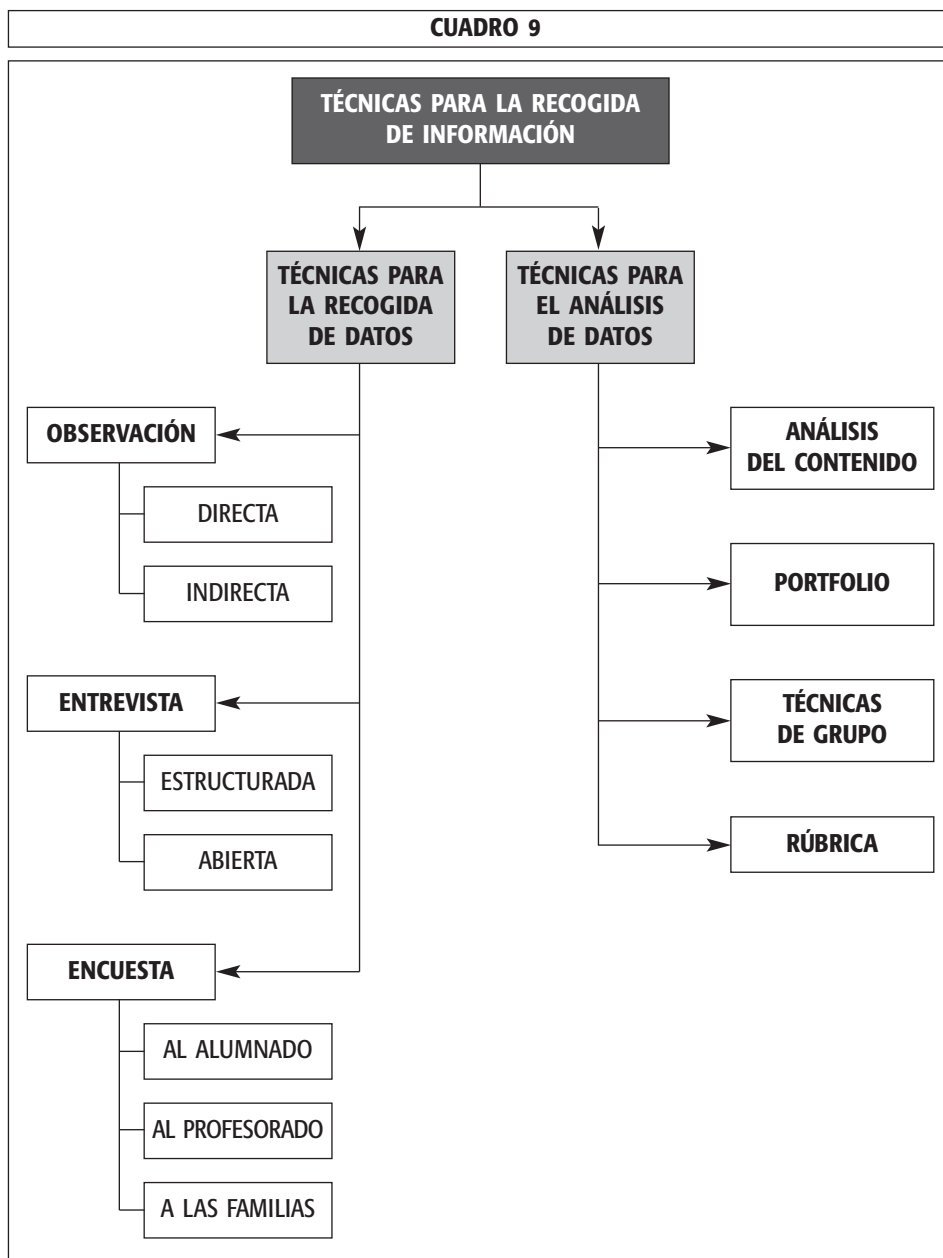 CUADRO 9
TÉCNICAS PARA LA RECOGIDA
DE INFORMACIÓN
TÉCNICAS PARA
LA RECOGIDA
DE DATOS
OBSERVACIÓN
DIRECTA
INDIRECTA
ENTREVISTA
ESTRUCTURADA
ABIERTA
ENCUESTA
AL ALUMNADO
AL PROFESORADO
A LAS FAMILIAS
TÉCNICAS PARA
EL ANÁLISIS
DE DATOS
ANÁLISIS
DEL CONTENIDO
PORTFOLIO
TÉCNICAS
DE GRUPO
RÚBRICA